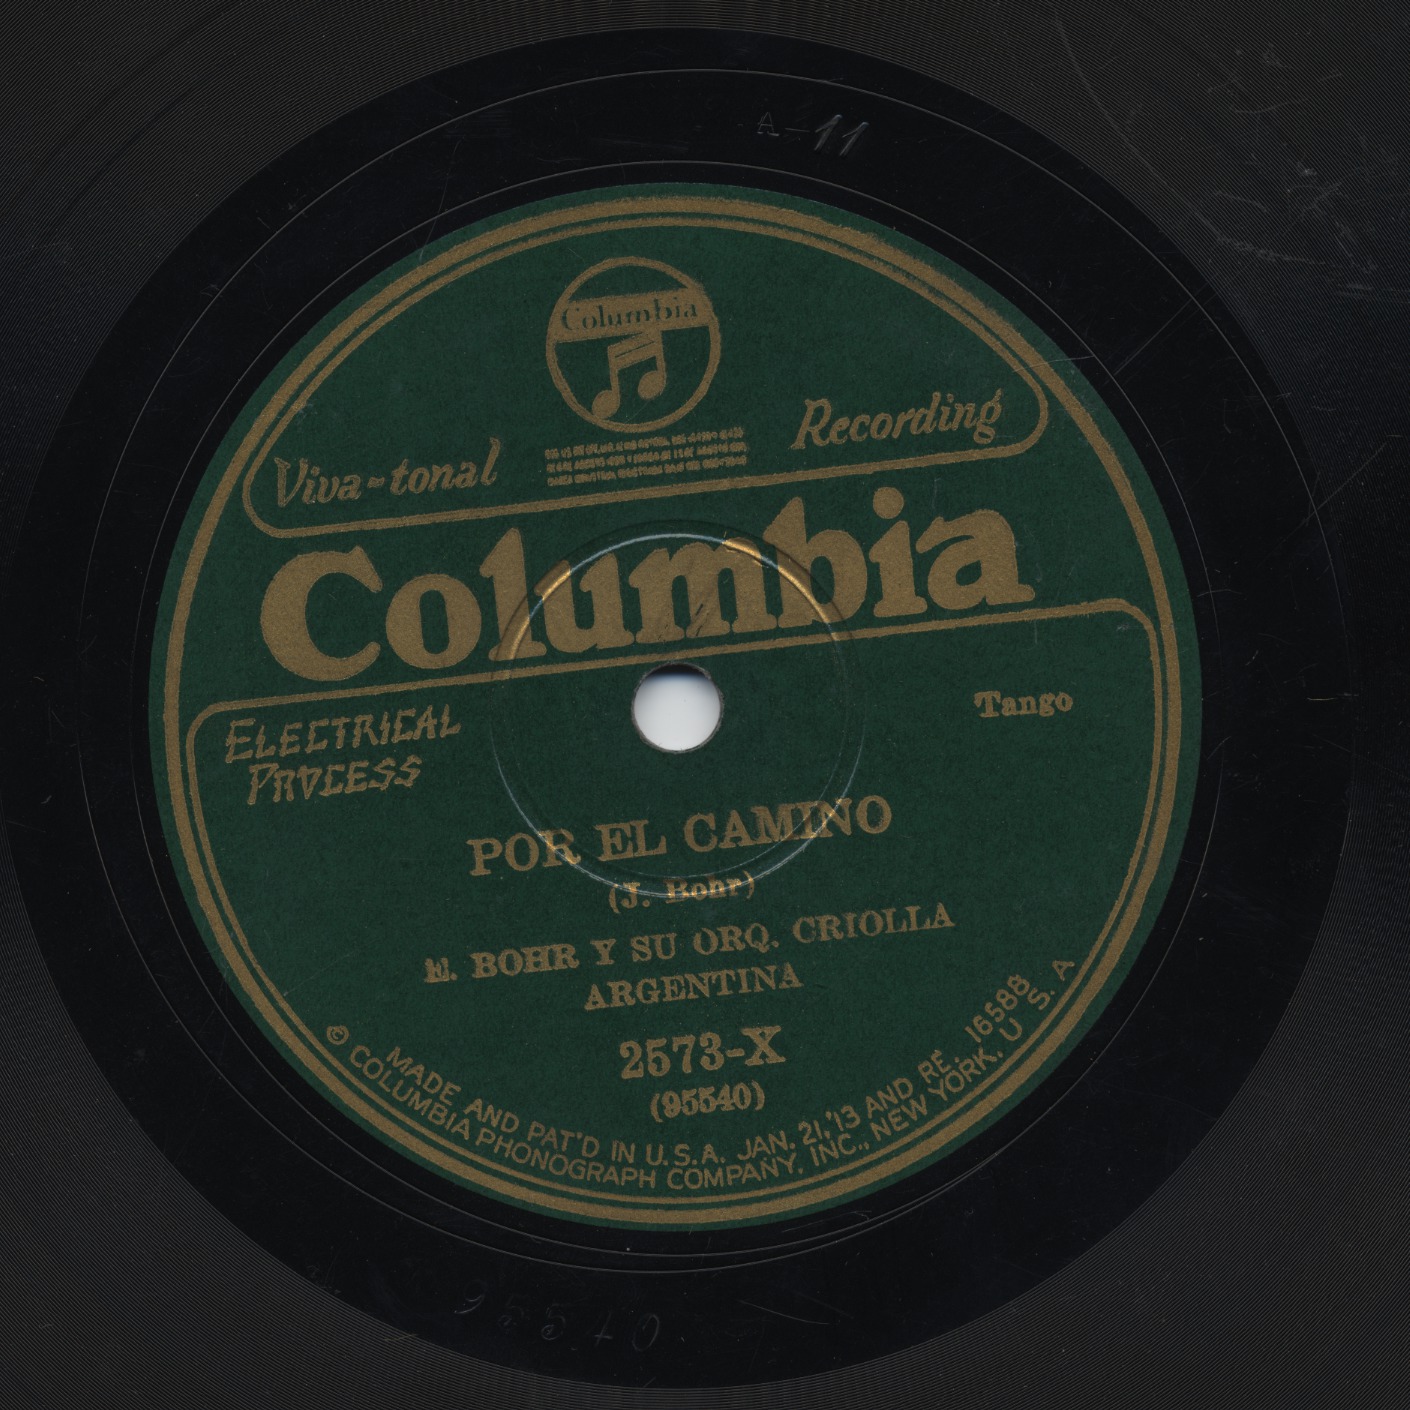 A-11
Columbia
Viva-tonal
Recording
Columbia
ELECTRICAL
PROCESS
Tango
POR EL CAMINO
(J. Bohr)
E. BOHR Y SU ORQ. CRIOLLA
ARGENTINA
2573-X
(95540)
MADE AND PAT'D IN U.S.A. JAN. 21,'13 AND RE. 16588
© COLUMBIA PHONOGRAPH COMPANY, INC., NEW YORK, U S. A
95540